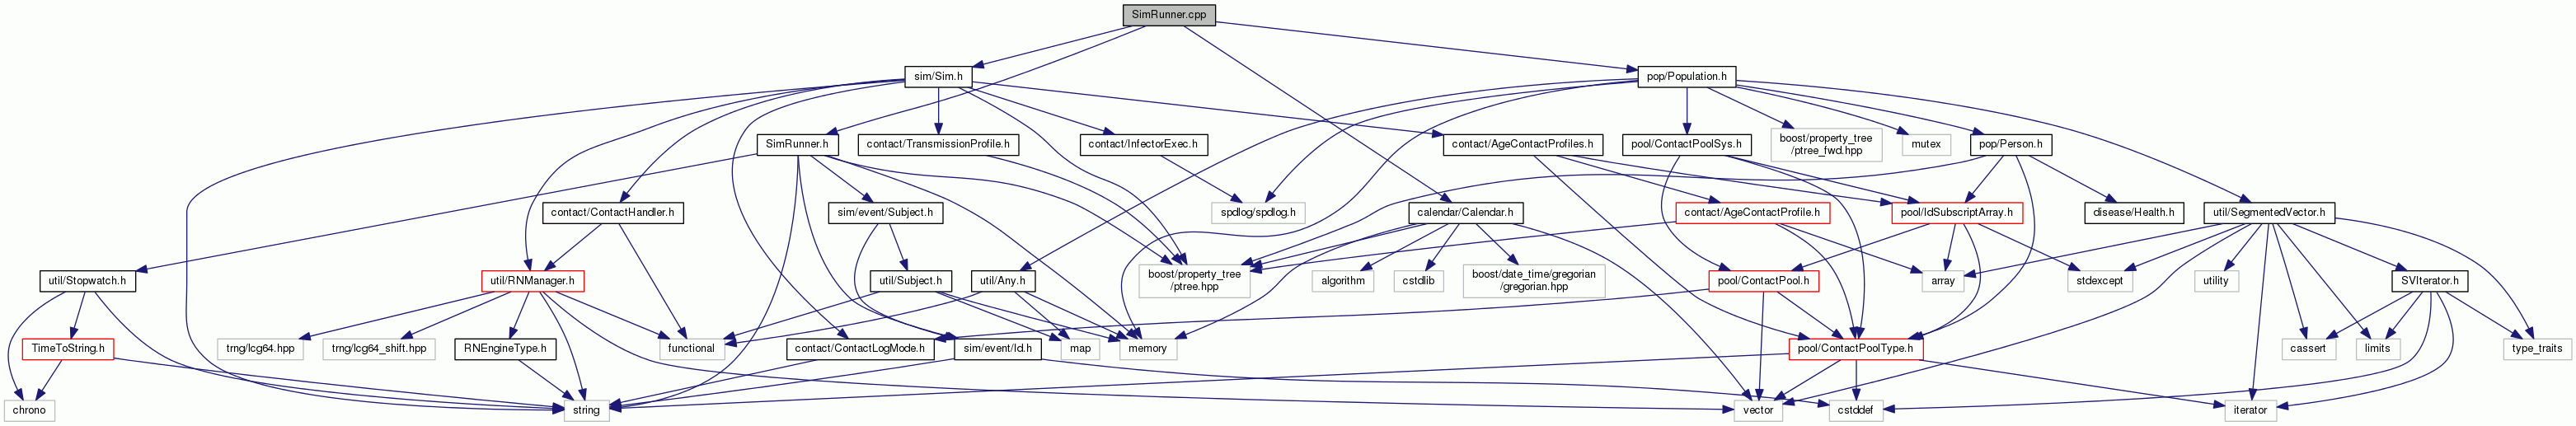 SimRunner.cpp
sim/Sim.h
pop/Population.h
SimRunner.h
contact/TransmissionProfile.h
contact/InfectorExec.h
contact/AgeContactProfiles.h
pool/ContactPoolSys.h
boost/property_tree
/ptree_fwd.hpp
mutex
pop/Person.h
contact/ContactHandler.h
sim/event/Subject.h
spdlog/spdlog.h
calendar/Calendar.h
contact/AgeContactProfile.h
pool/IdSubscriptArray.h
disease/Health.h
util/SegmentedVector.h
util/Stopwatch.h
util/RNManager.h
util/Subject.h
util/Any.h
boost/property_tree
/ptree.hpp
algorithm
cstdlib
boost/date_time/gregorian
/gregorian.hpp
pool/ContactPool.h
array
stdexcept
utility
SVIterator.h
TimeToString.h
trng/lcg64.hpp
trng/lcg64_shift.hpp
RNEngineType.h
functional
contact/ContactLogMode.h
sim/event/Id.h
map
memory
pool/ContactPoolType.h
cassert
limits
type_traits
chrono
string
vector
cstddef
iterator